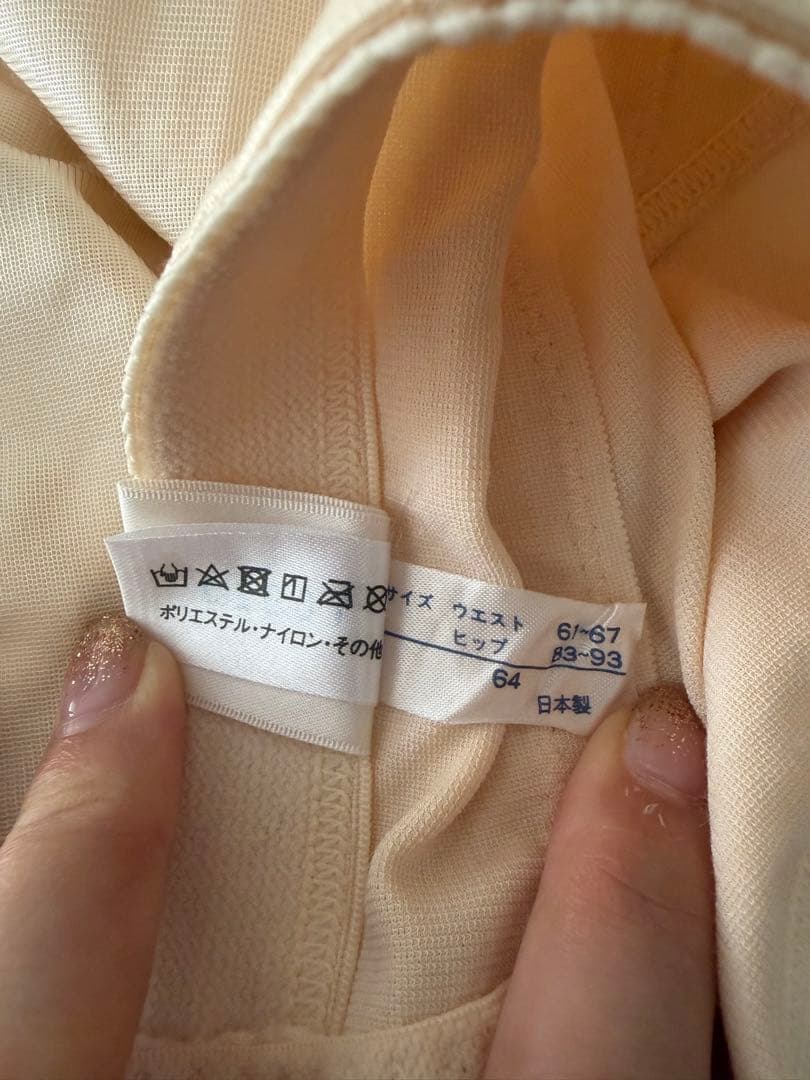 ポリエステル・ナイロン・その他
サイズ ウエスト 61~67
ヒップ 83~93
64
日本製